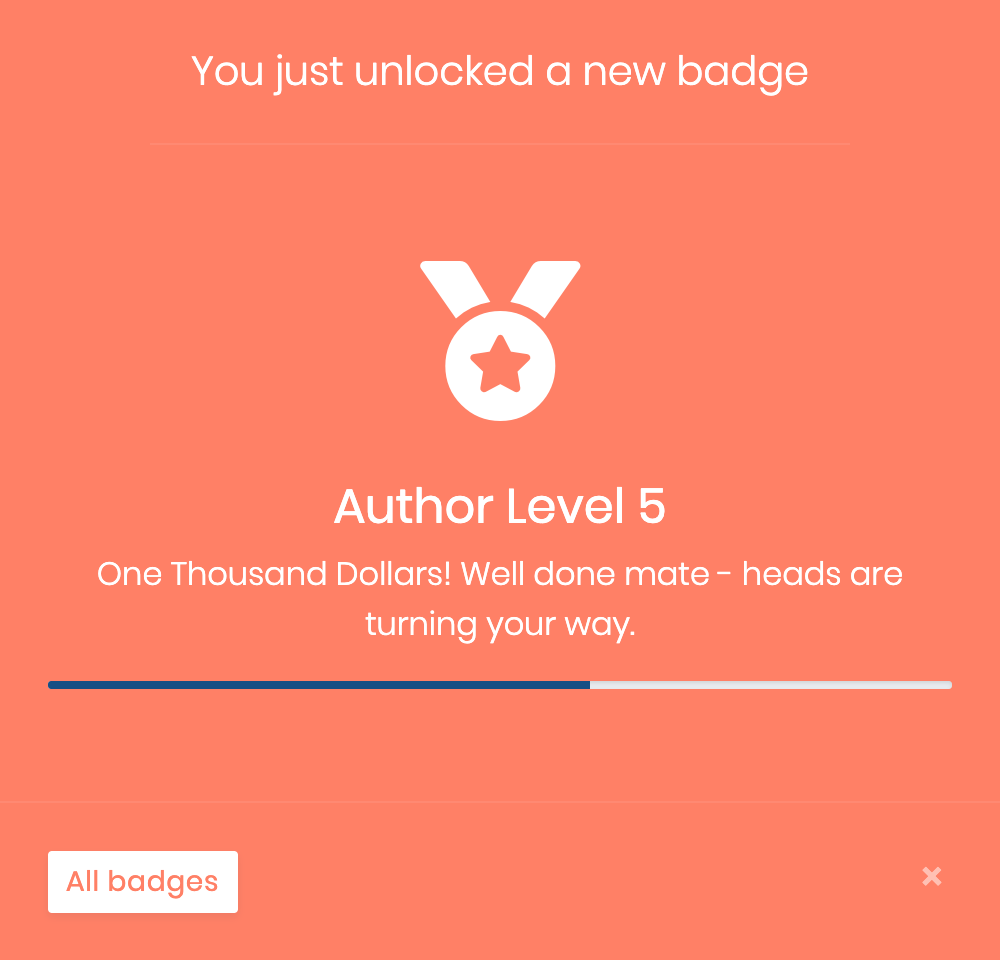 You just unlocked a new badge
Author Level 5
One Thousand Dollars! Well done mate - heads are
turning your way.
All badges